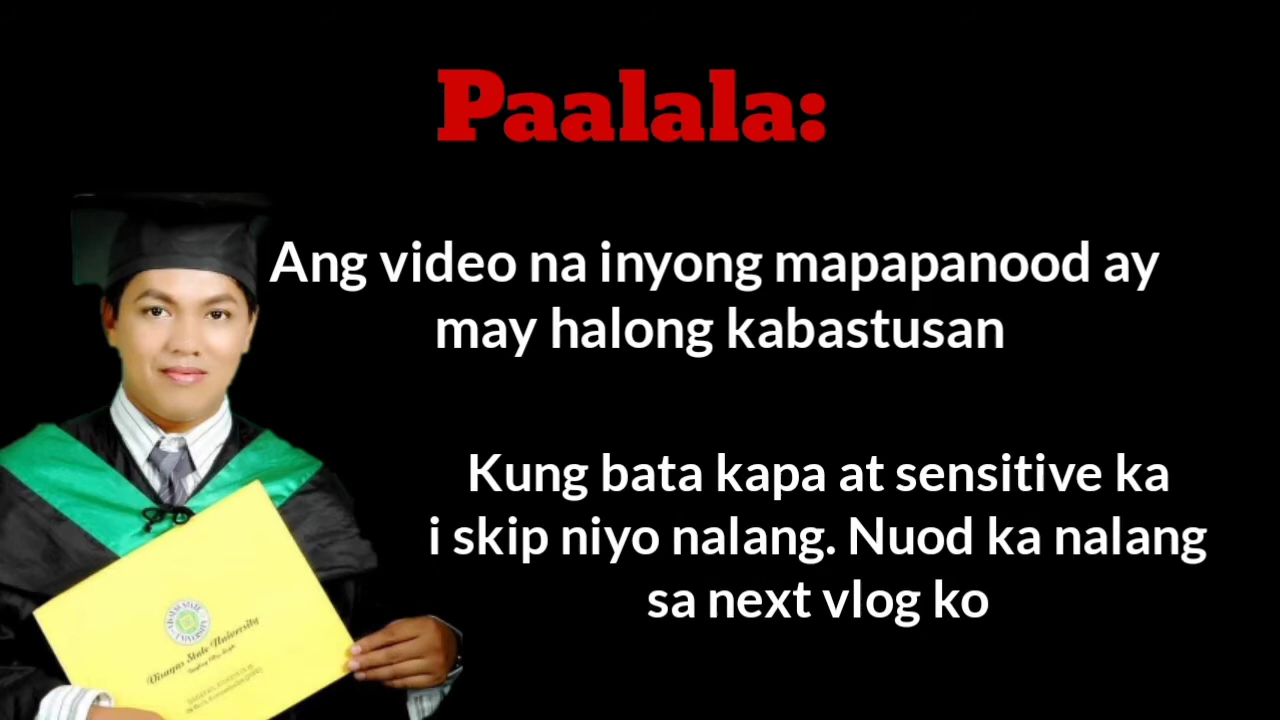 Paalala:
Ang video na inyong mapapanood ay
may halong kabastusan
Kung bata kapa at sensitive ka
i skip niyo nalang. Nuod ka nalang
sa next vlog ko
Visayas State University